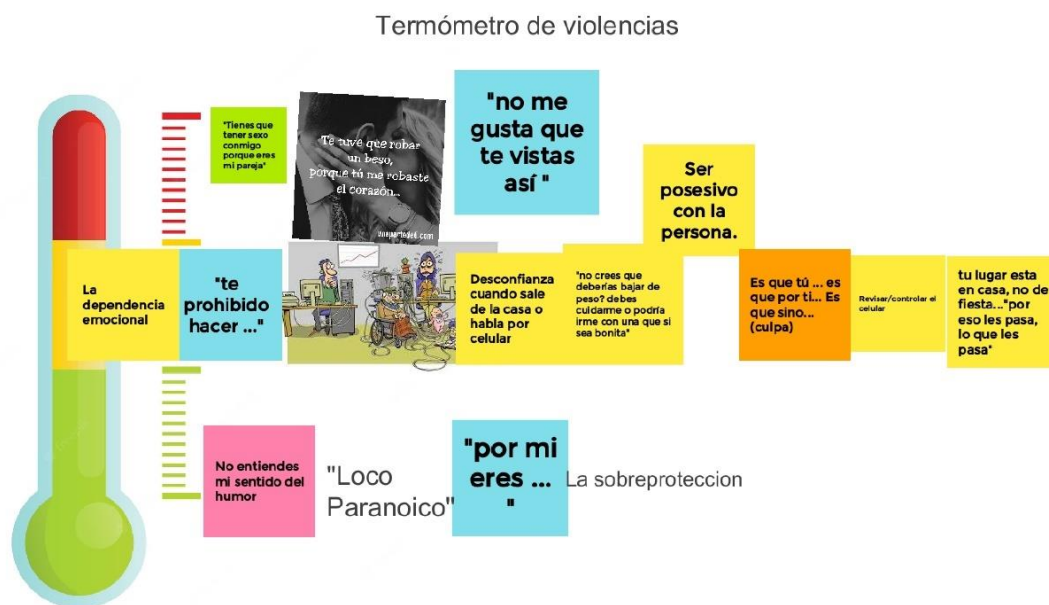 Termómetro de violencias
"Tienes que
tener sexo
conmigo
porque eres
mi pareja"
Te tuve que robar
un beso,
porque tú me robaste
el corazón...
"no me
gusta que
te vistas
así "
Ser
posesivo
con la
persona.
La
dependencia
emocional
"te
prohibido
hacer ..."
Desconfianza
cuando sale
de la casa o
habla por
celular
"no crees que
deberías bajar de
peso? debes
cuidarme o podría
irme con una que si
sea bonita"
Es que tú ... es
que por ti... Es
que sino...
(culpa)
Revisar/controlar el
celular
tu lugar esta
en casa, no de
fiesta..."por
eso les pasa,
lo que les
pasa"
No entiendes
mi sentido del
humor
"Loco
Paranoico"
"por mi
eres ...
"
La sobreproteccion